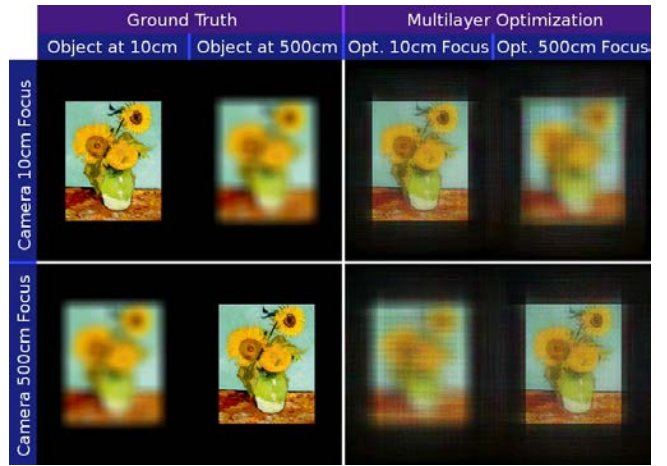 Ground Truth
Multilayer Optimization
Object at 10cm
Object at 500cm
Opt. 10cm Focus
Opt. 500cm Focus
Camera 10cm Focus
Camera 500cm Focus